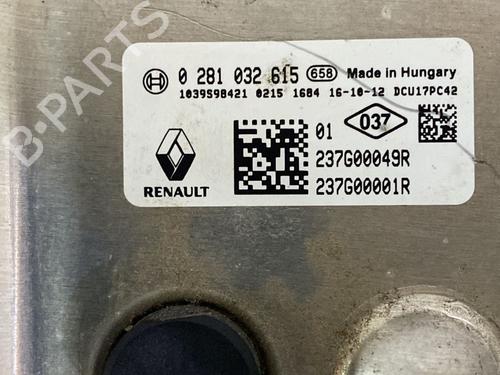 0 281 032 615 658 Made in Hungary
1039S98421 0215 1684 16-10-12 DCU17PC42
01 037
237G00049R
RENAULT 237G00001R
B-PARTS